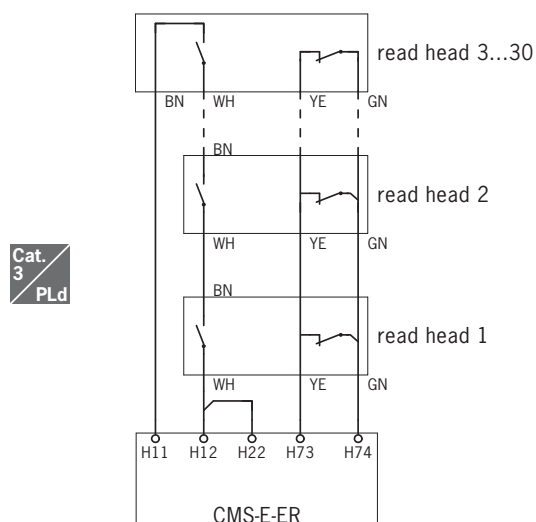 read head 3...30
BN WH YE GN
BN
read head 2
WH YE GN
Cat.
3
PLd
BN
read head 1
WH YE GN
H11 H12 H22 H73 H74
CMS-E-ER